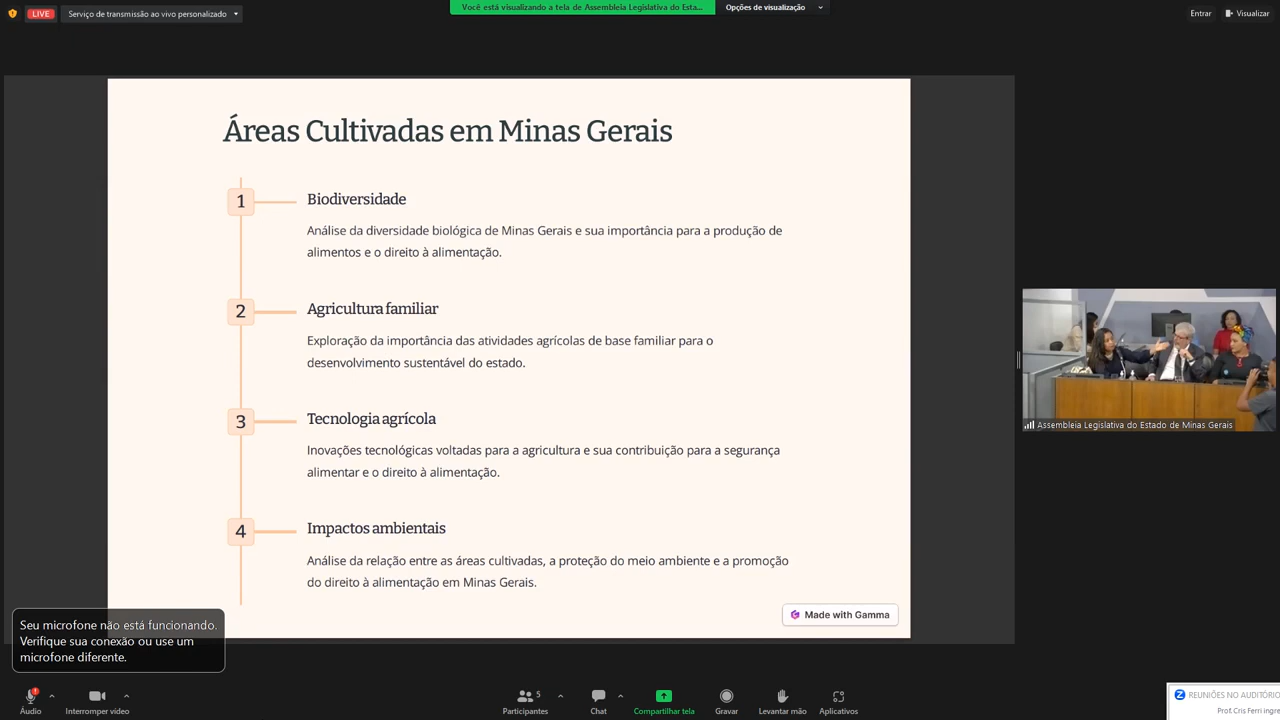 LIVE
Serviço de transmissão ao vivo personalizado
Você está visualizando a tela de Assembleia Legislativa do Esta...
Opções de visualização
Entrar
Visualizar
Áreas Cultivadas em Minas Gerais
1
Biodiversidade
Análise da diversidade biológica de Minas Gerais e sua importância para a produção de
alimentos e o direito à alimentação.
2
Agricultura familiar
Exploração da importância das atividades agrícolas de base familiar para o
desenvolvimento sustentável do estado.
3
Tecnologia agrícola
Inovações tecnológicas voltadas para a agricultura e sua contribuição para a segurança
alimentar e o direito à alimentação.
4
Impactos ambientais
Análise da relação entre as áreas cultivadas, a proteção do meio ambiente e a promoção
do direito à alimentação em Minas Gerais.
Made with Gamma
Assembleia Legislativa do Estado de Minas Gerais
Seu microfone não está funcionando.
Verifique sua conexão ou use um
microfone diferente.
Áudio
Interromper vídeo
Participantes
5
Chat
Compartilhar tela
Gravar
Levantar mão
Aplicativos
REUNIÕES NO AUDITÓRIO
Prof. Cris Ferri ingre